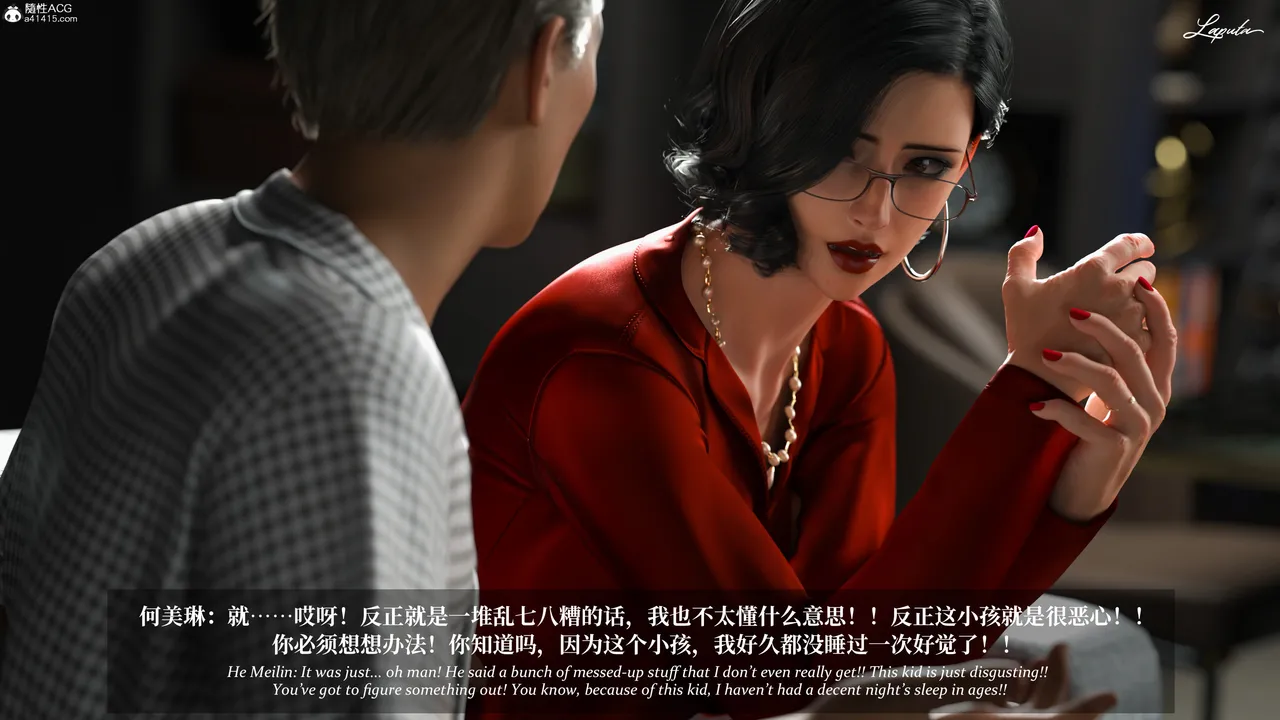 隨性ACG
a41415.com
Laputa
何美琳：就……哎呀！反正就是一堆乱七八糟的话，我也不太懂什么意思！！反正这小孩就是很恶心！！
你必须想想办法！你知道吗，因为这个小孩，我好久都没睡过一次好觉了！！
He Meilin: It was just... oh man! He said a bunch of messed-up stuff that I don't even really get!! This kid is just disgusting!!
You've got to figure something out! You know, because of this kid, I haven't had a decent night's sleep in ages!!